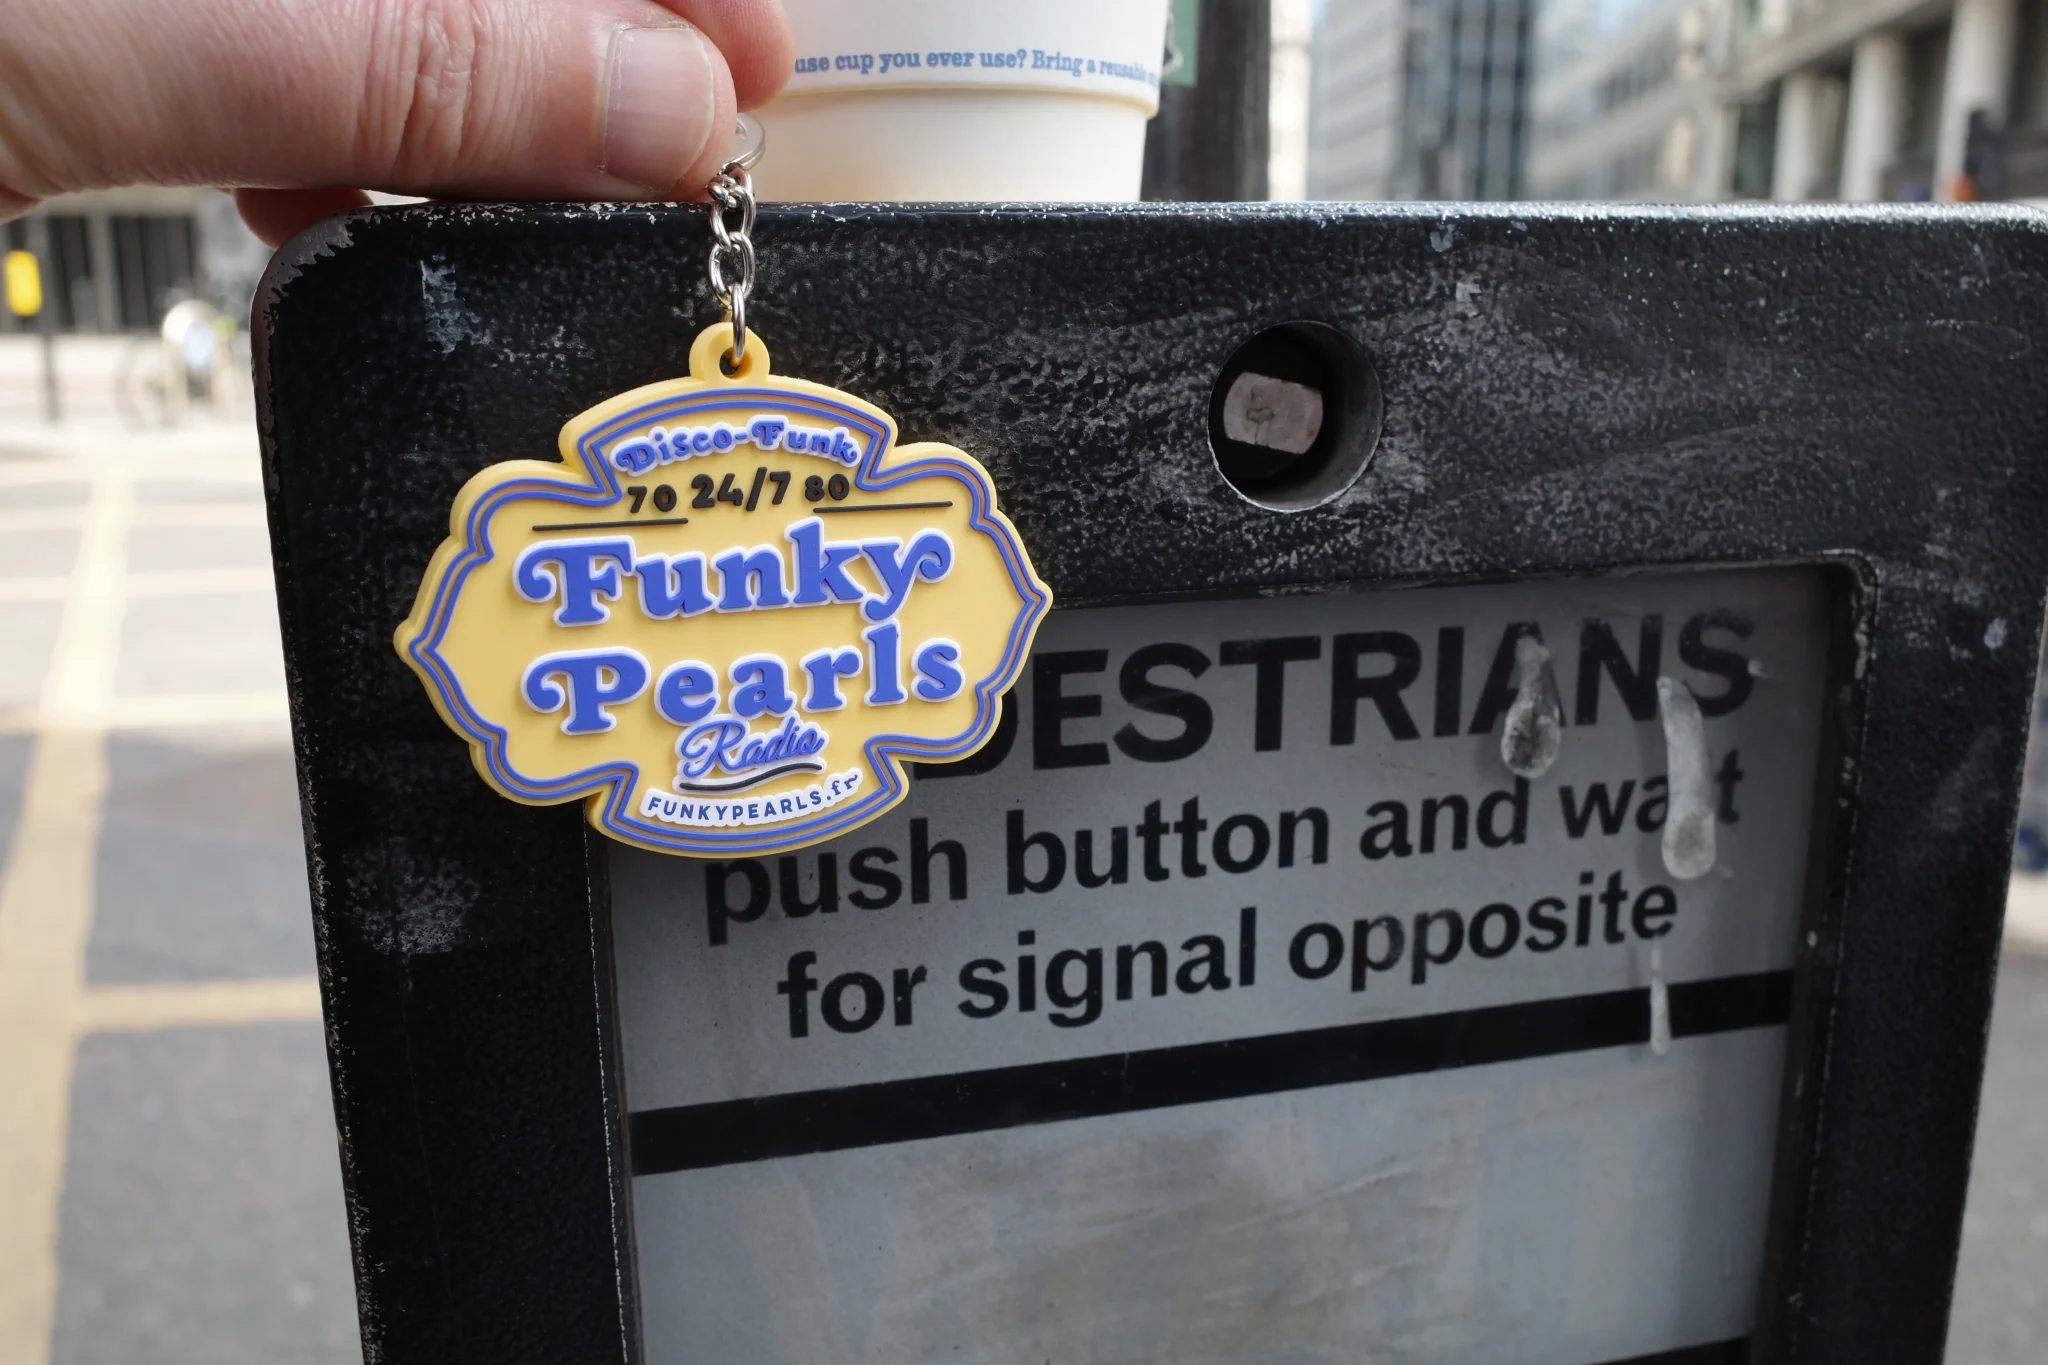 use cup you ever use? Bring a reusable
Disco-Funk
70 24/7 80
Funky
Pearls
Radio
FUNKYPEARLS.fr
DESTRIANS
push button and wait
for signal opposite